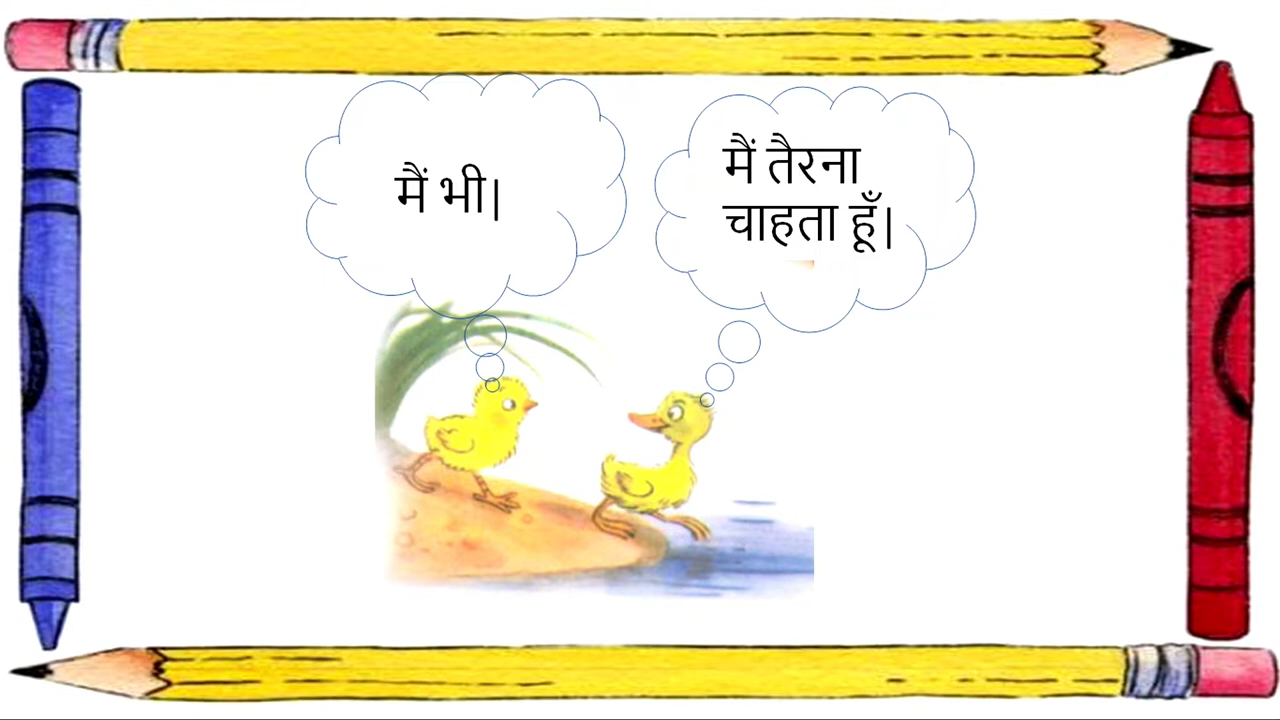 मैं भी।
मैं तैरना
चाहता हूँ।